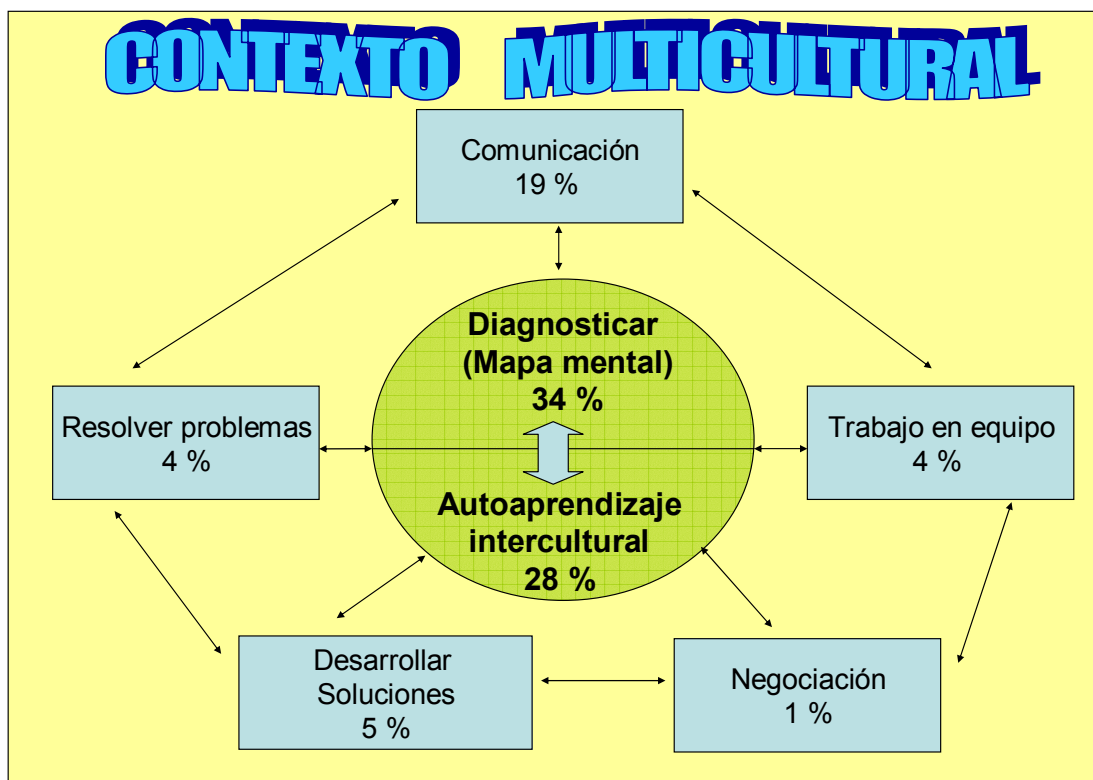 CONTEXTO MULTICULTURAL
Comunicación
19 %
Diagnosticar
(Mapa mental)
34 %
Resolver problemas
4 %
Trabajo en equipo
4 %
Autoaprendizaje
intercultural
28 %
Desarrollar
Soluciones
5 %
Negociación
1 %